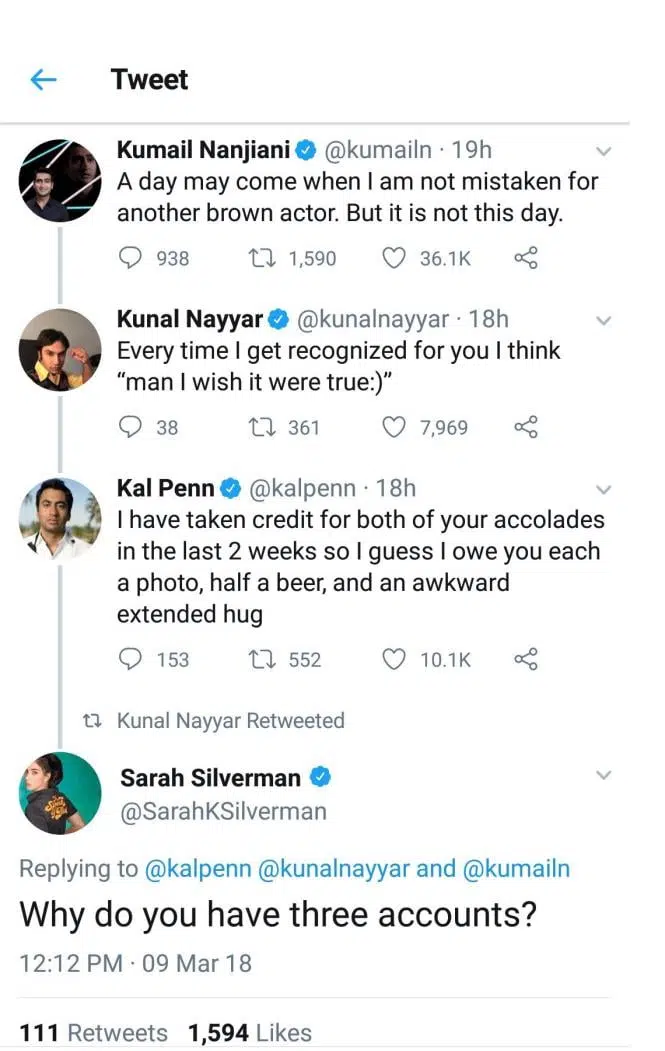 Tweet
Kumail Nanjiani @kumailn · 19h
A day may come when I am not mistaken for
another brown actor. But it is not this day.
938 1,590 36.1K
Kunal Nayyar @kunalnayyar · 18h
Every time I get recognized for you I think
“man I wish it were true:)”
38 361 7,969
Kal Penn @kalpenn · 18h
I have taken credit for both of your accolades
in the last 2 weeks so I guess I owe you each
a photo, half a beer, and an awkward
extended hug
153 552 10.1K
Kunal Nayyar Retweeted
Sarah Silverman
@SarahKSilverman
Replying to @kalpenn @kunalnayyar and @kumailn
Why do you have three accounts?
12:12 PM · 09 Mar 18
111 Retweets 1,594 Likes